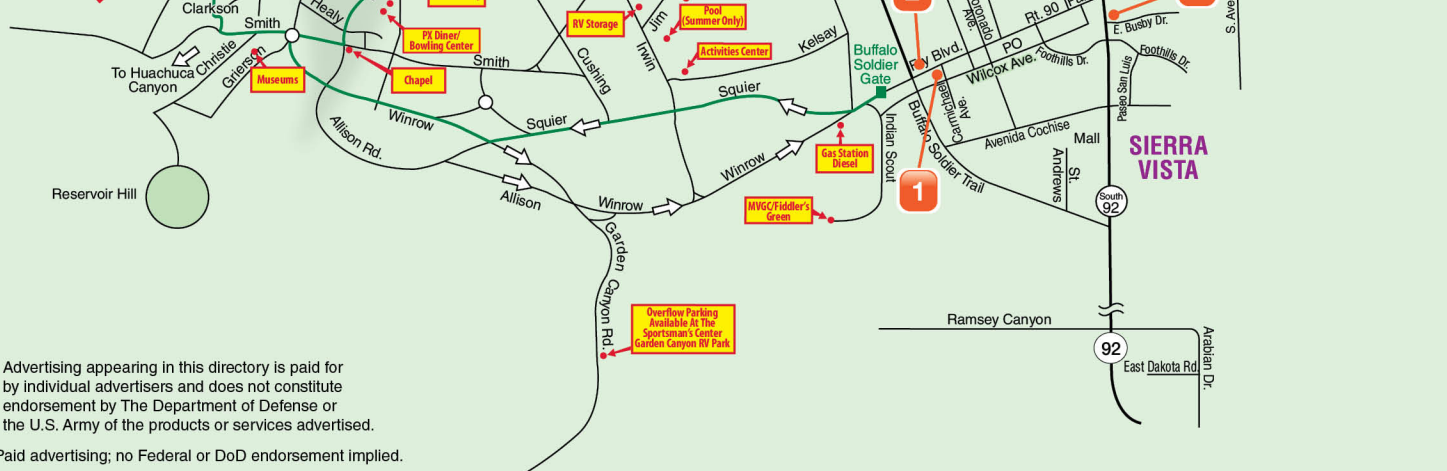 Clarkson
Smith
Healy
RV Storage
Jim
Pool
(Summer Only)
Rt. 90
E. Busby Dr.
PX Diner/
Bowling Center
Irwin
Activities Center
Kelsay
Buffalo
Soldier
Gate
Blvd.
PO
Wilcox Ave.
Foothills Dr.
Foothills Dr.
To Huachuca
Canyon
Christie
Grierson
Museums
Chapel
Smith
Cushing
Squier
Squier
Winrow
Allison Rd.
Carmichael
Ave.
Paseo San Luis
Avenida Cochise
Mall
SIERRA
VISTA
Gas Station
Diesel
Indian Scout
Buffalo Soldier Trail
1
St.
Andrews
South
92
Reservoir Hill
Winrow
Allison
Winrow
MVGC/Fiddler's
Green
Garden Canyon Rd.
Overflow Parking
Available At The
Sportsman's Center
Garden Canyon RV Park
Ramsey Canyon
92
East Dakota Rd.
Arabian Dr.
Advertising appearing in this directory is paid for
by individual advertisers and does not constitute
endorsement by The Department of Defense or
the U.S. Army of the products or services advertised.
Paid advertising; no Federal or DoD endorsement implied.